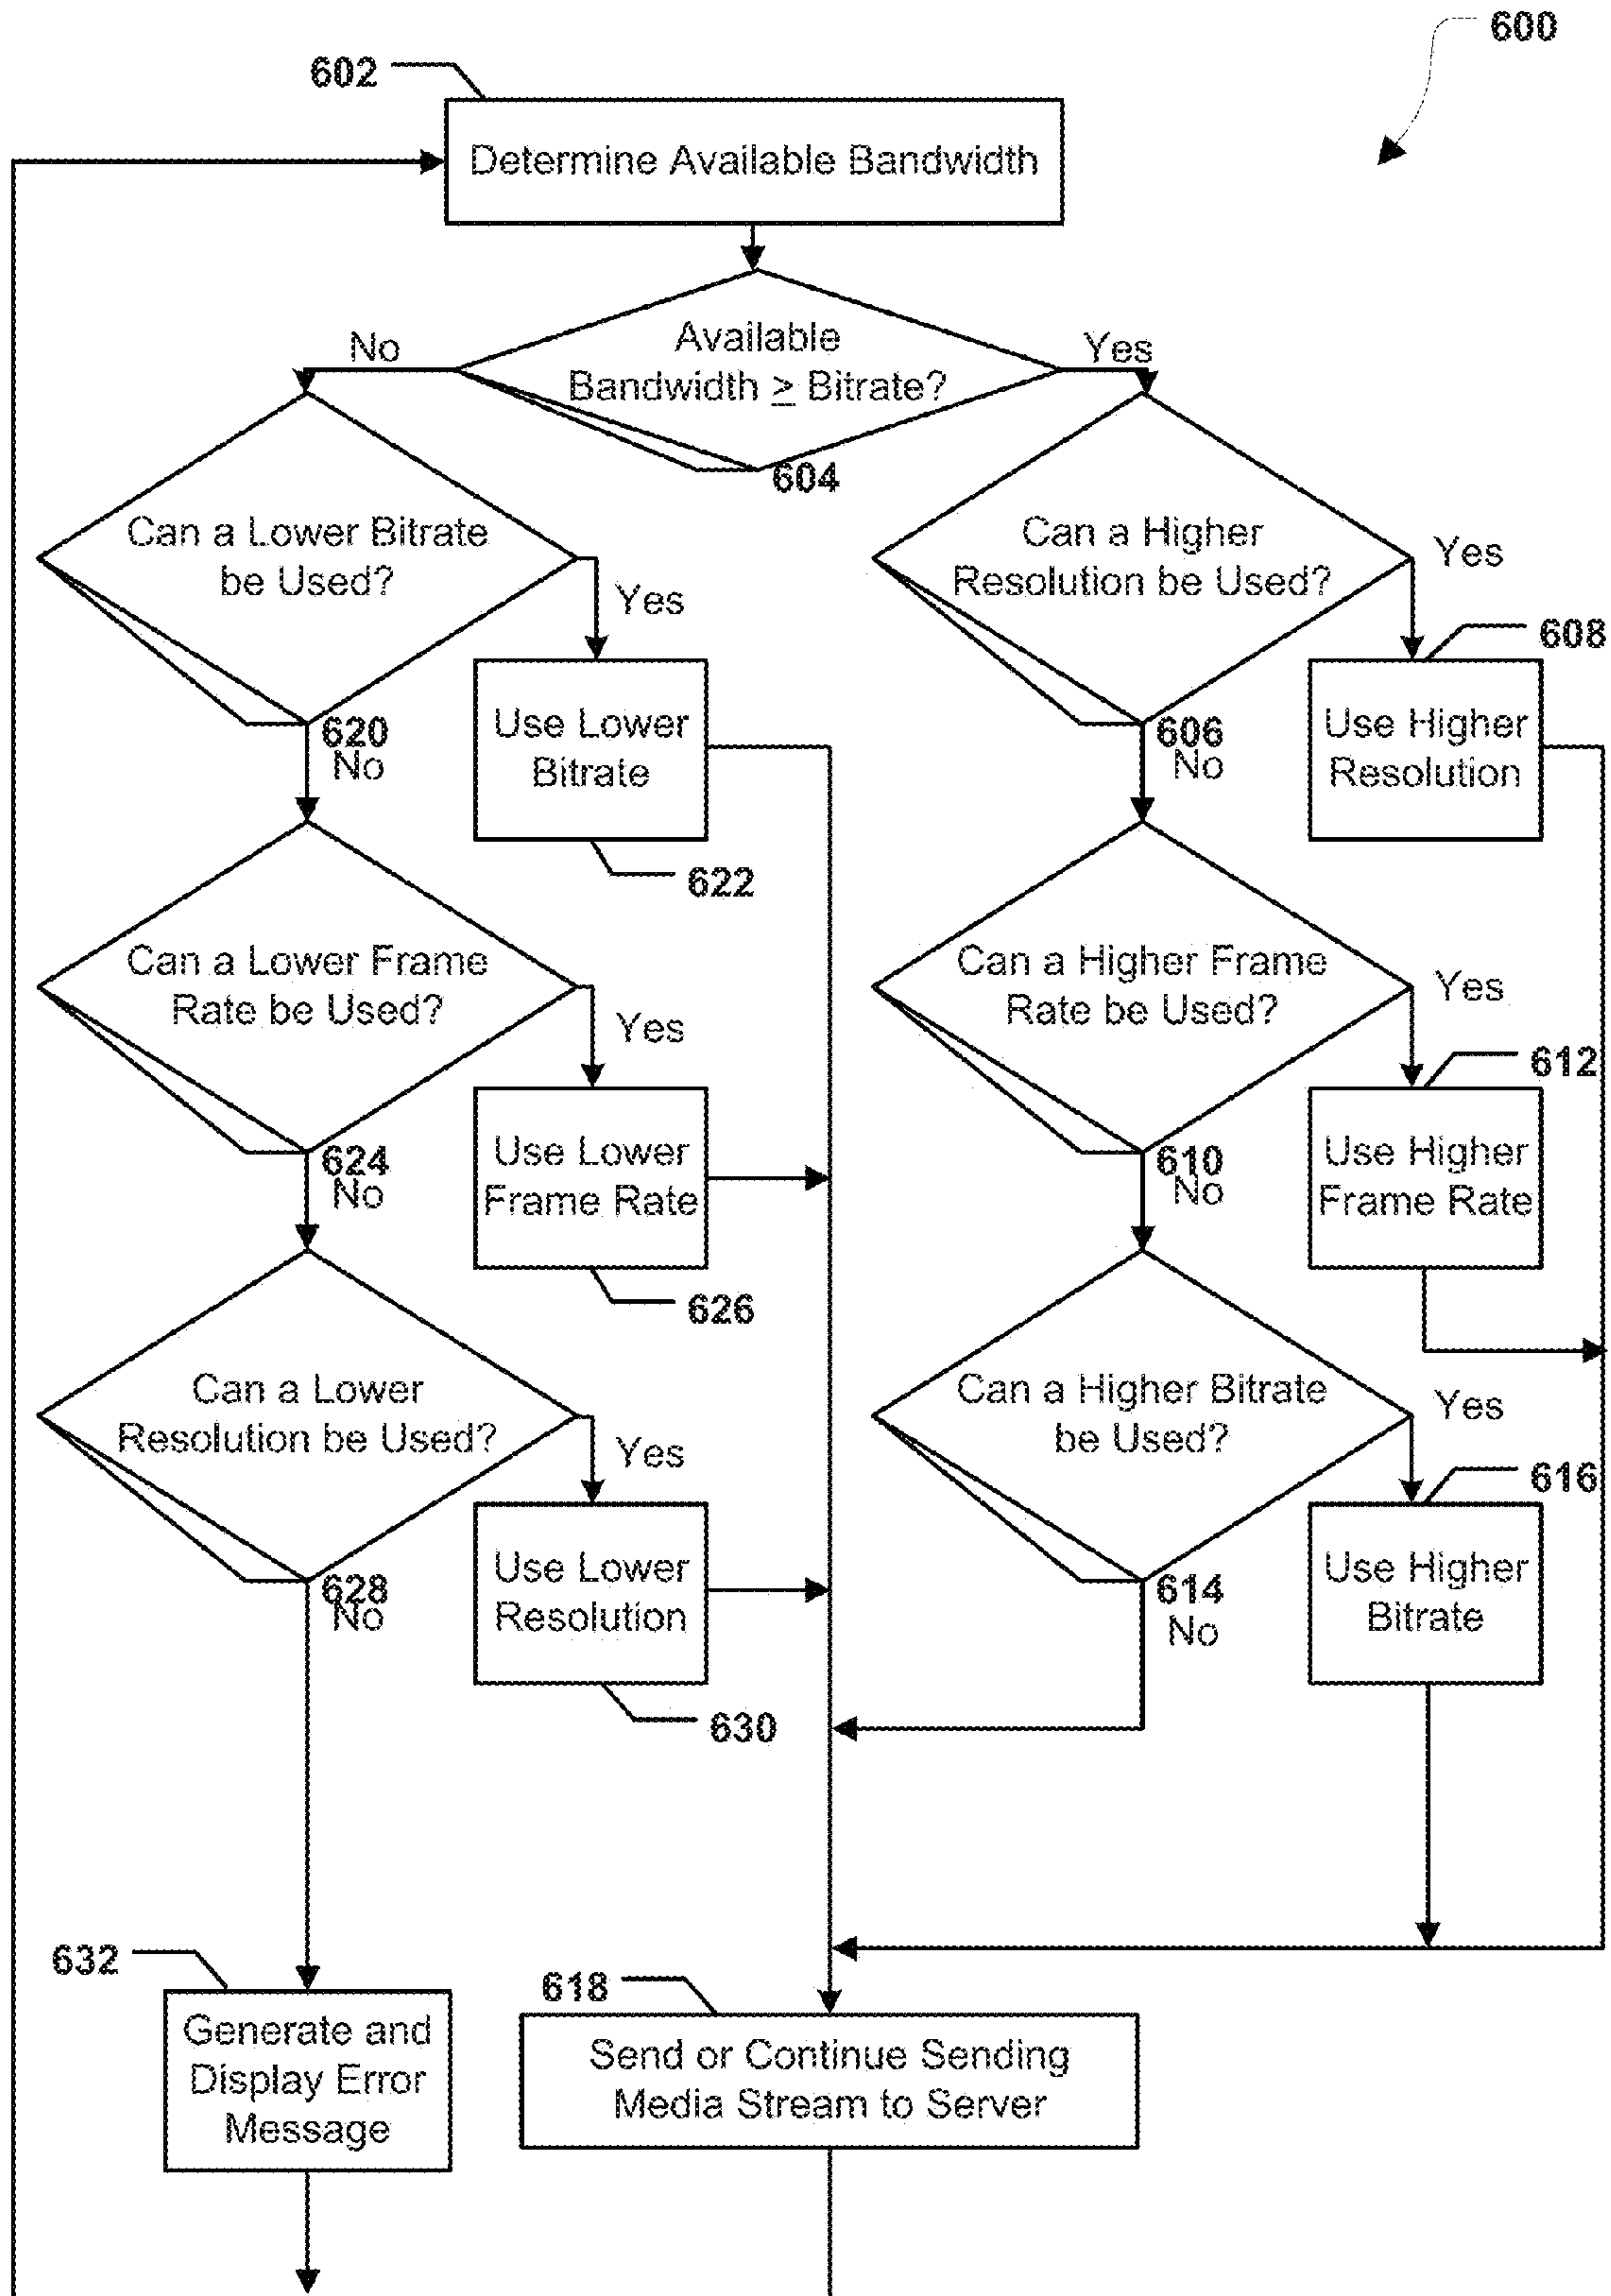 600
602
Determine Available Bandwidth
No
Available
Bandwidth ≥ Bitrate?
Yes
604
Can a Lower Bitrate
be Used?
Yes
Can a Higher
Resolution be Used?
Yes
608
620
No
Use Lower
Bitrate
606
No
Use Higher
Resolution
622
Can a Lower Frame
Rate be Used?
Yes
Can a Higher Frame
Rate be Used?
Yes
612
624
No
Use Lower
Frame Rate
610
No
Use Higher
Frame Rate
626
Can a Lower
Resolution be Used?
Yes
Can a Higher Bitrate
be Used?
Yes
616
628
No
Use Lower
Resolution
614
No
Use Higher
Bitrate
630
632
618
Generate and
Display Error
Message
Send or Continue Sending
Media Stream to Server